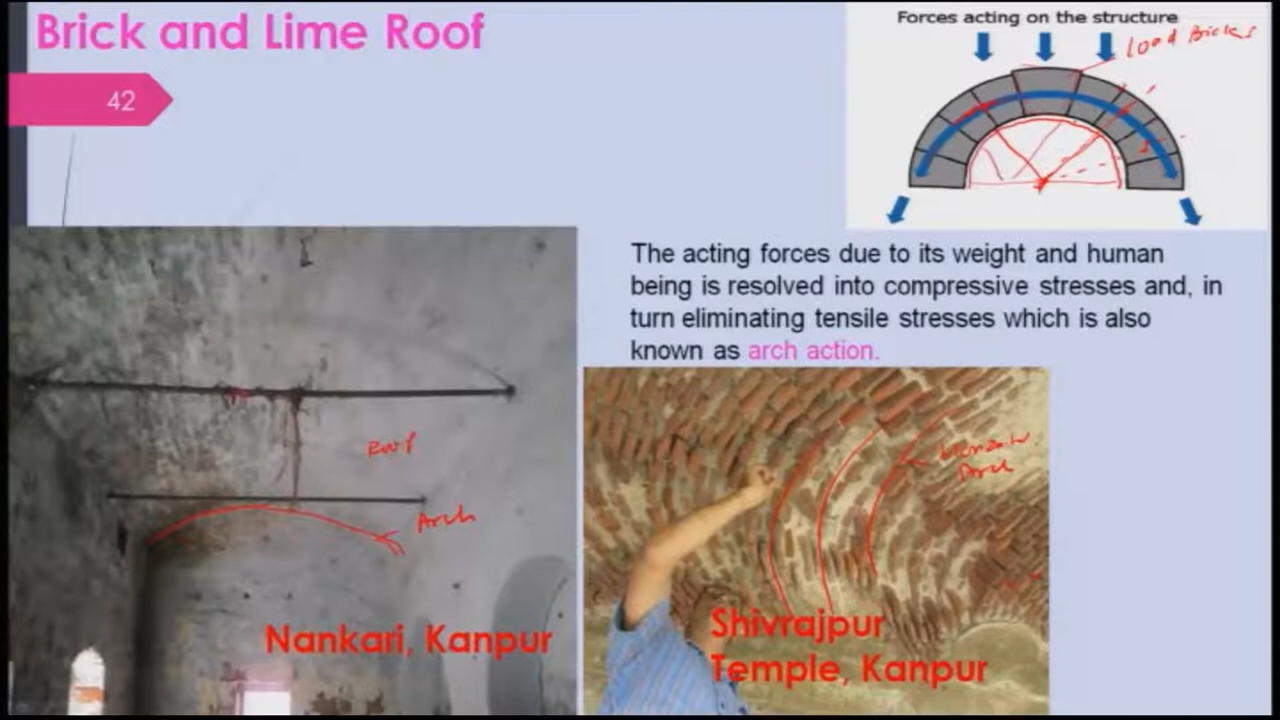 Brick and Lime Roof
42
Forces acting on the structure
Load Bricks
The acting forces due to its weight and human
being is resolved into compressive stresses and, in
turn eliminating tensile stresses which is also
known as arch action.
Roof
Arch
Arch
Nankari, Kanpur
Shivrajpur
Temple, Kanpur